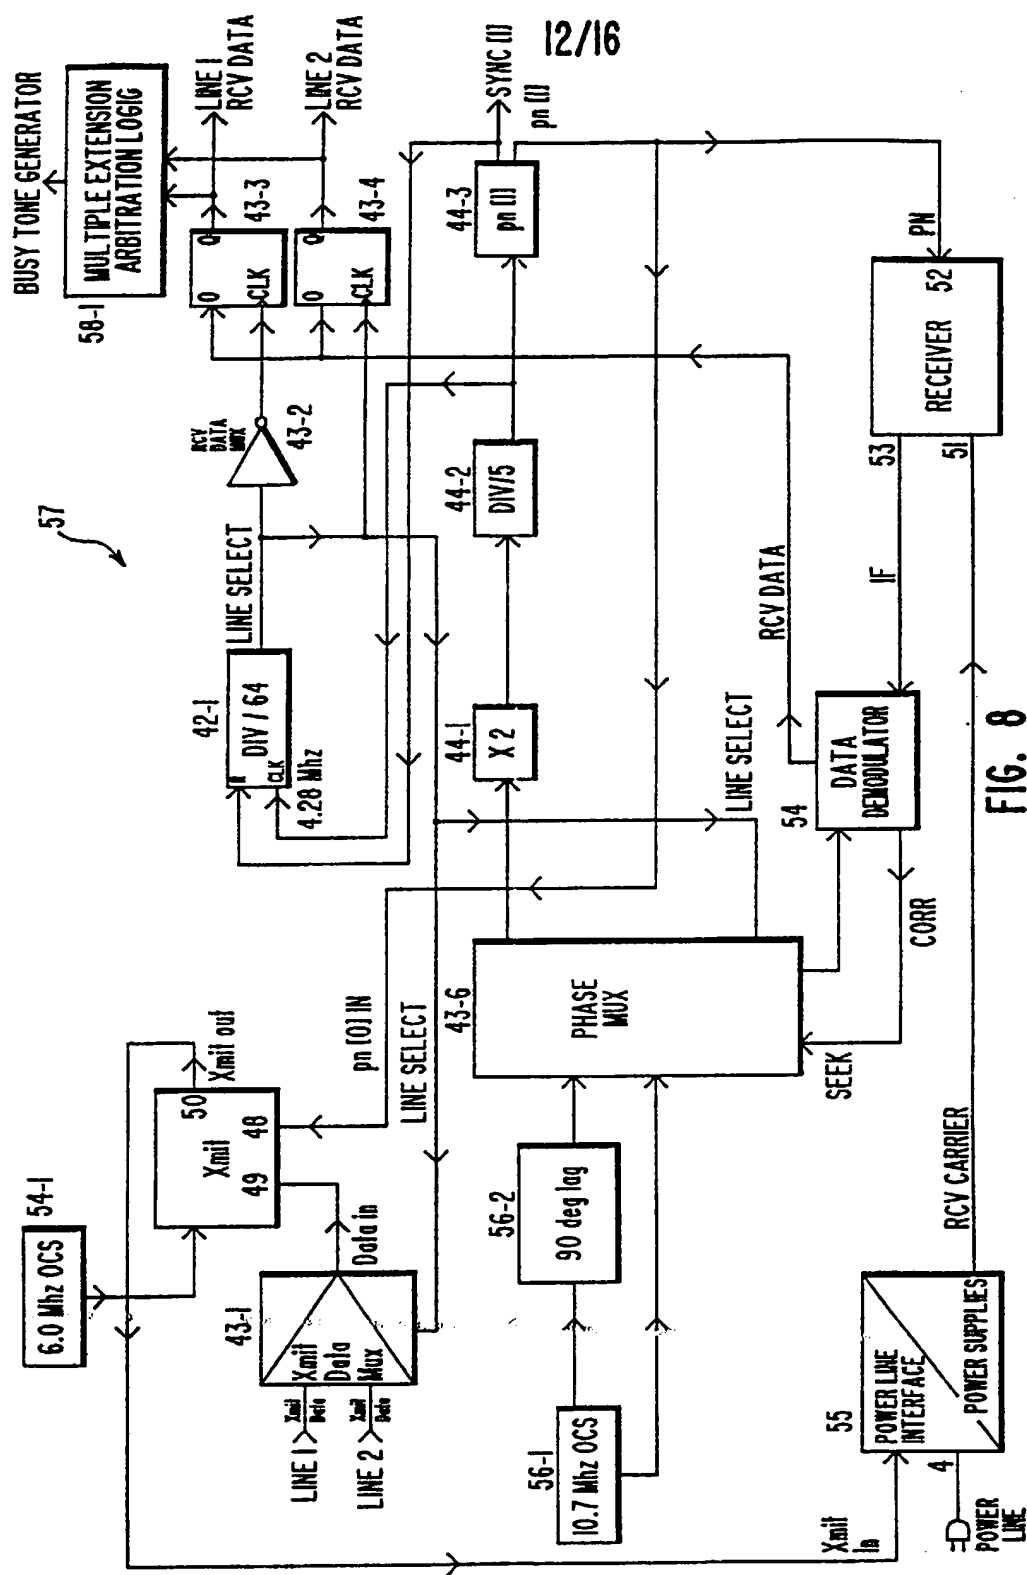 12/16
BUSY TONE GENERATOR
MULTIPLE EXTENSION
ARBITRATION LOGIC
58-1
LINE 1
RCV DATA
LINE 2
RCV DATA
43-3
D
Q
CLK
43-4
D
Q
CLK
RCV
DATA
MUX
43-2
57
LINE SELECT
42-1
DIV / 64
R
CLK
4.28 Mhz
SYNC [1]
pn [1]
44-3
pn [1]
44-2
DIV/5
44-1
X 2
54-1
6.0 Mhz OCS
Xmit out
50
Xmit
49
48
pn [0] IN
Data in
43-1
Xmit
Data
Mux
LINE 1
Xmit
Data
LINE 2
Xmit
Data
LINE SELECT
43-6
PHASE
MUX
LINE SELECT
56-2
90 deg lag
56-1
10.7 Mhz OCS
SEEK
CORR
54
DATA
DEMODULATOR
RCV DATA
IF
PN
52
RECEIVER
53
51
RCV CARRIER
55
POWER LINE
INTERFACE
POWER SUPPLIES
4
Xmit
in
POWER
LINE
FIG. 8